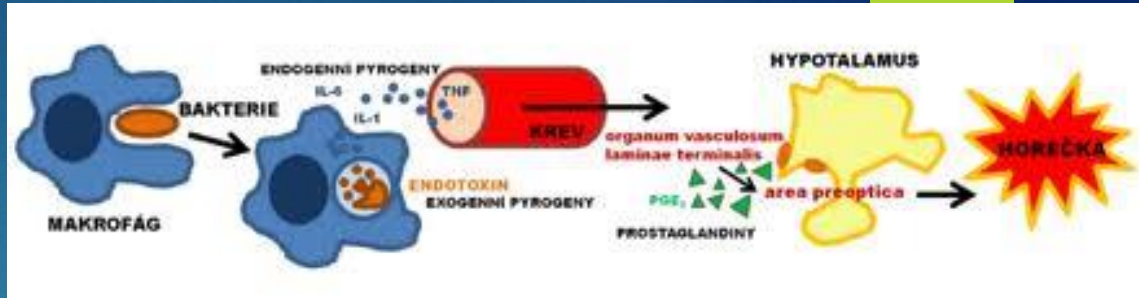 MAKROFÁG
BAKTERIE
ENDOGENNÍ PYROGENY
IL-6
IL-1
TNF
KREV
ENDOTOXIN
EXOGENNÍ PYROGENY
HYPOTALAMUS
organum vasculosum
laminae terminalis
PGE₂
area preoptica
PROSTAGLANDINY
HOREČKA